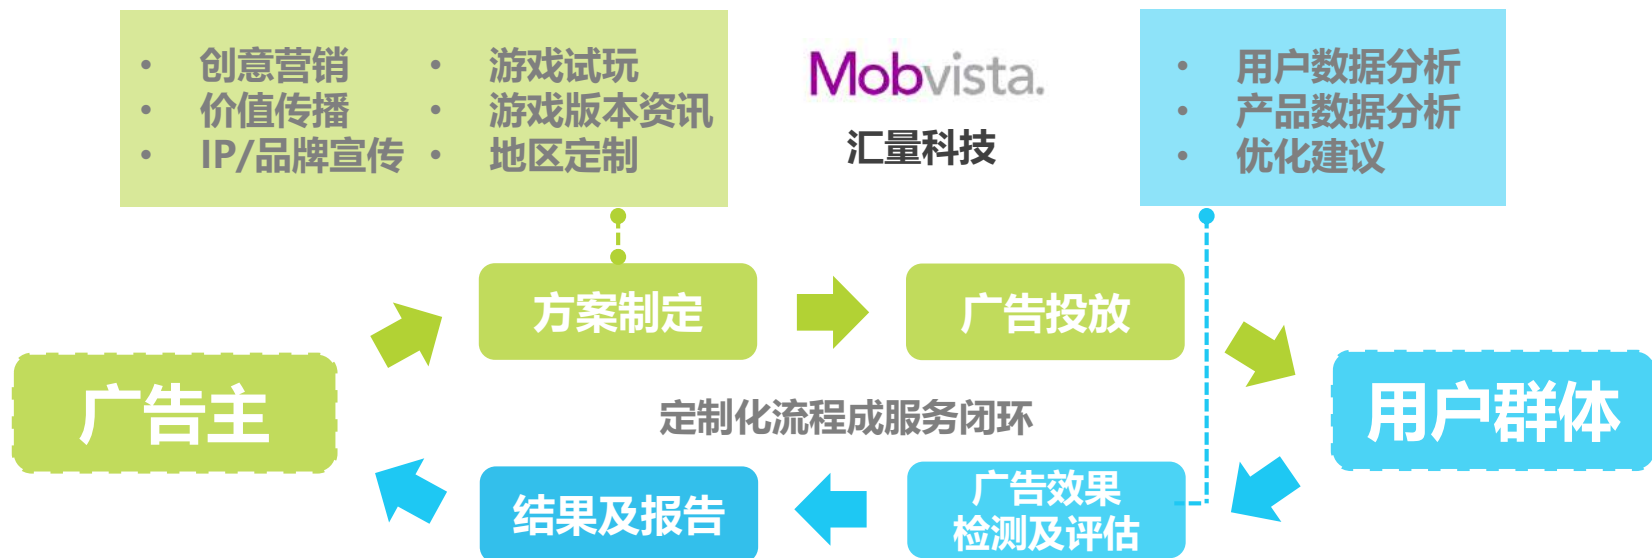 • 创意营销
• 价值传播
• IP/品牌宣传
• 游戏试玩
• 游戏版本资讯
• 地区定制
Mobvista.
汇量科技
• 用户数据分析
• 产品数据分析
• 优化建议
方案制定
广告投放
广告主
定制化流程成服务闭环
用户群体
结果及报告
广告效果
检测及评估